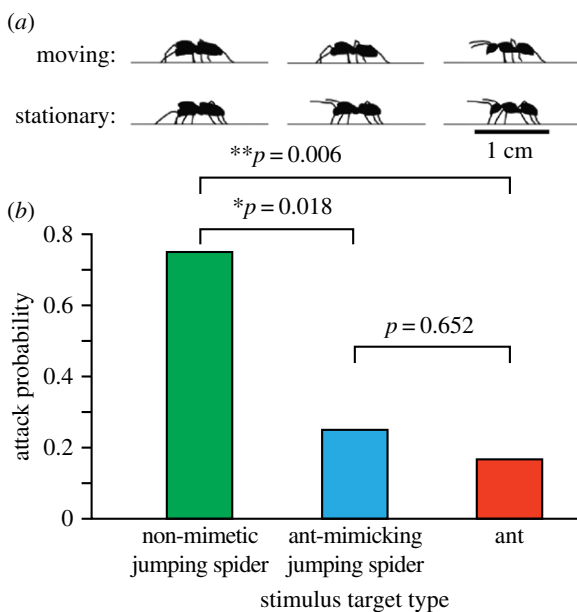 (a)
moving:
stationary:
1 cm
**p = 0.006
(b)
*p = 0.018
p = 0.652
attack probability
0.8
0.6
0.4
0.2
0
non-mimetic
jumping spider
ant-mimicking
jumping spider
ant
stimulus target type